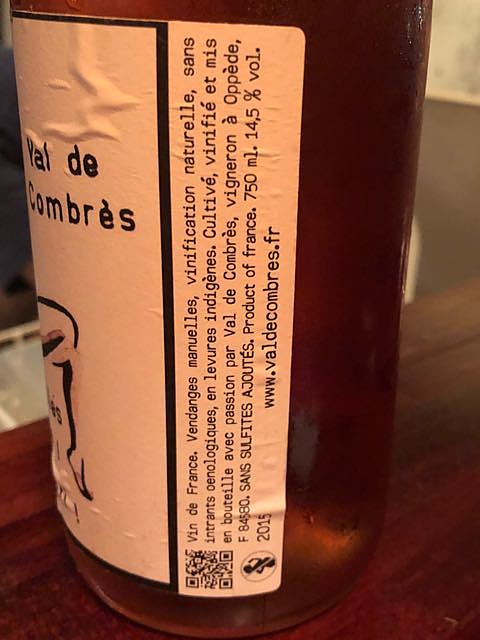 Val de
Combrès
Vin de France. Vendanges manuelles, vinification naturelle, sans
intrants oenologiques, en levures indigènes. Cultivé, vinifié et mis
en bouteille avec passion par Val de Combrès, vigneron à Oppède,
F 84580. SANS SULFITES AJOUTÉS. Product of france. 750 ml. 14,5 % vol.
2015
www.valdecombres.fr